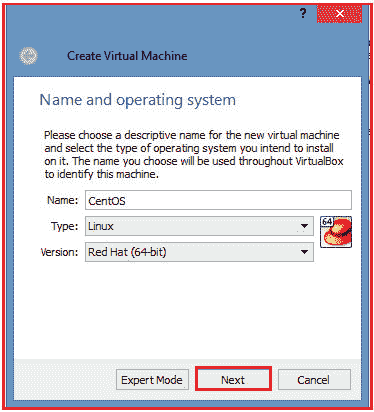 ?
Create Virtual Machine
Name and operating system
Please choose a descriptive name for the new virtual machine
and select the type of operating system you intend to install
on it. The name you choose will be used throughout VirtualBox
to identify this machine.
Name: CentOS
Type: Linux
64
Version: Red Hat (64-bit)
Expert Mode Next Cancel